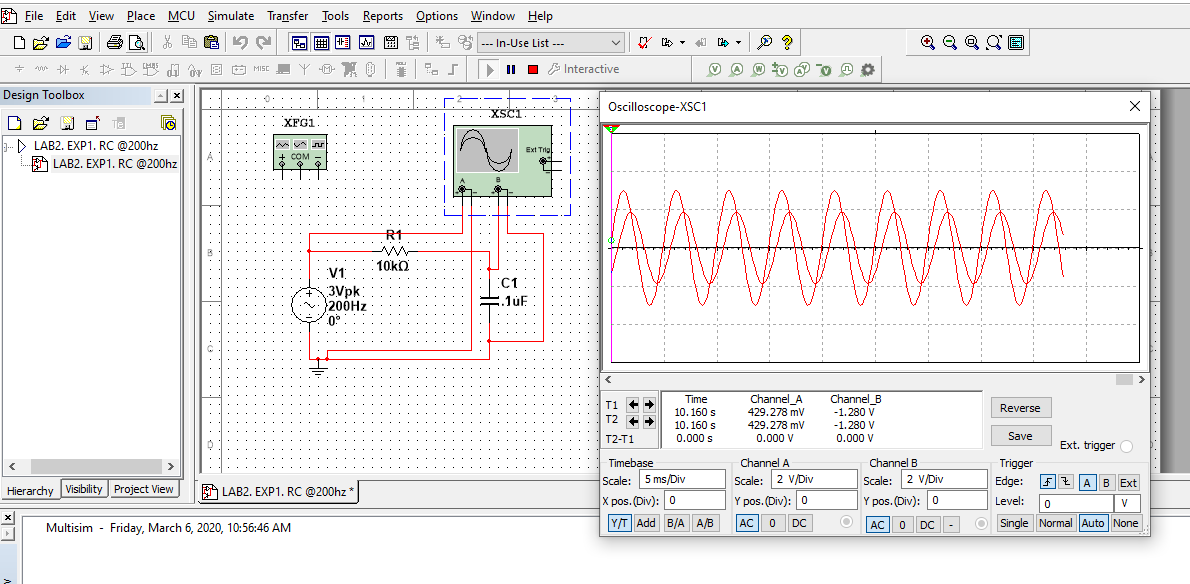 File Edit View Place MCU Simulate Transfer Tools Reports Options Window Help
--- In-Use List ---
MISC
Interactive
Design Toolbox
LAB2. EXP1. RC @200hz
LAB2. EXP1. RC @200hz
Hierarchy Visibility Project View
0 1 2 3
A
B
C
D
XFG1
COM
XSC1
Ext Trig
A B
R1
10kΩ
V1
3Vpk
200Hz
0°
C1
.1uF
LAB2. EXP1. RC @200hz *
Oscilloscope-XSC1
Time Channel_A Channel_B
T1 10.160 s 429.278 mV -1.280 V
T2 10.160 s 429.278 mV -1.280 V
T2-T1 0.000 s 0.000 V 0.000 V
Reverse
Save
Ext. trigger
Timebase
Scale: 5 ms/Div
X pos.(Div): 0
Y/T Add B/A A/B
Channel A
Scale: 2 V/Div
Y pos.(Div): 0
AC 0 DC
Channel B
Scale: 2 V/Div
Y pos.(Div): 0
AC 0 DC -
Trigger
Edge: A B Ext
Level: 0 V
Single Normal Auto None
Multisim - Friday, March 6, 2020, 10:56:46 AM